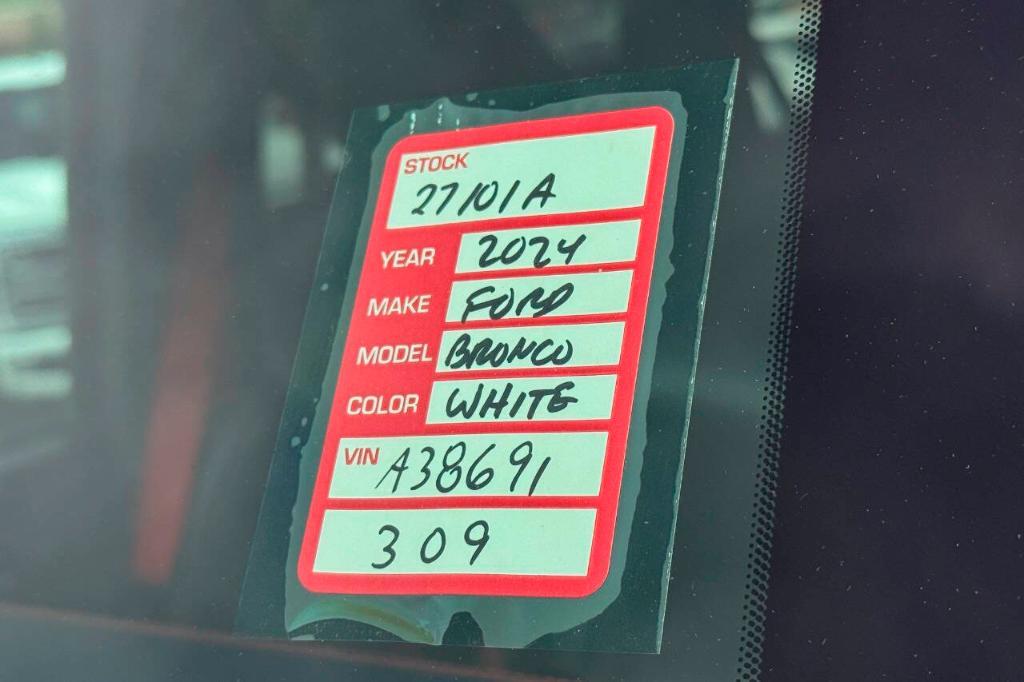 STOCK
27101A
YEAR 2024
MAKE FORD
MODEL BRONCO
COLOR WHITE
VIN A38691
309